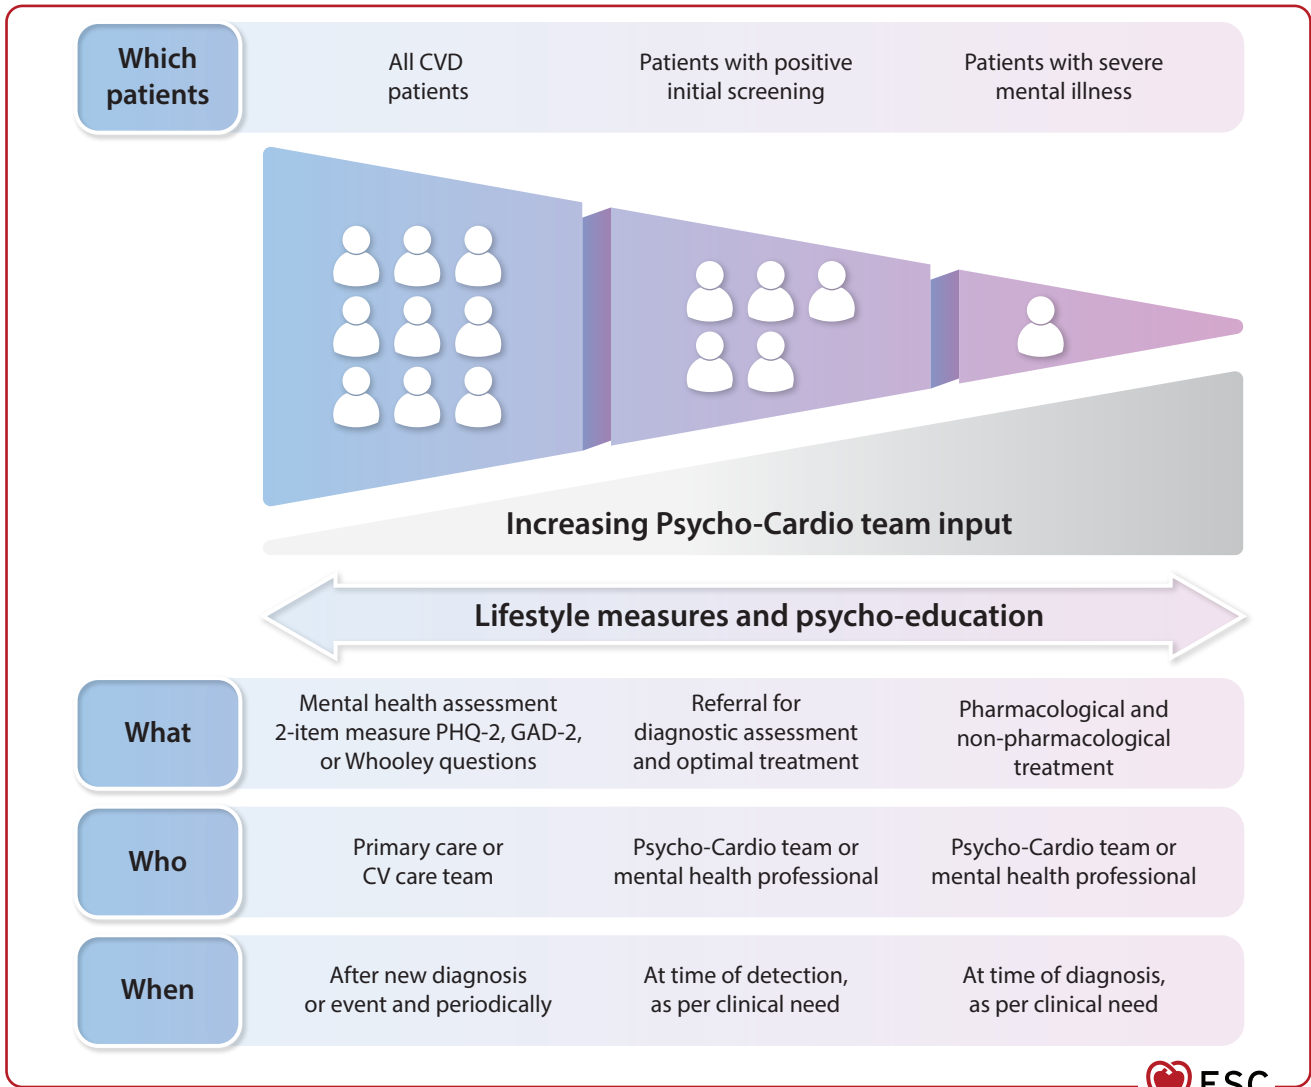 Which
patients
All CVD
patients
Patients with positive
initial screening
Patients with severe
mental illness
Increasing Psycho-Cardio team input
Lifestyle measures and psycho-education
What
Mental health assessment
2-item measure PHQ-2, GAD-2,
or Whooley questions
Referral for
diagnostic assessment
and optimal treatment
Pharmacological and
non-pharmacological
treatment
Who
Primary care or
CV care team
Psycho-Cardio team or
mental health professional
Psycho-Cardio team or
mental health professional
When
After new diagnosis
or event and periodically
At time of detection,
as per clinical need
At time of diagnosis,
as per clinical need
ESC